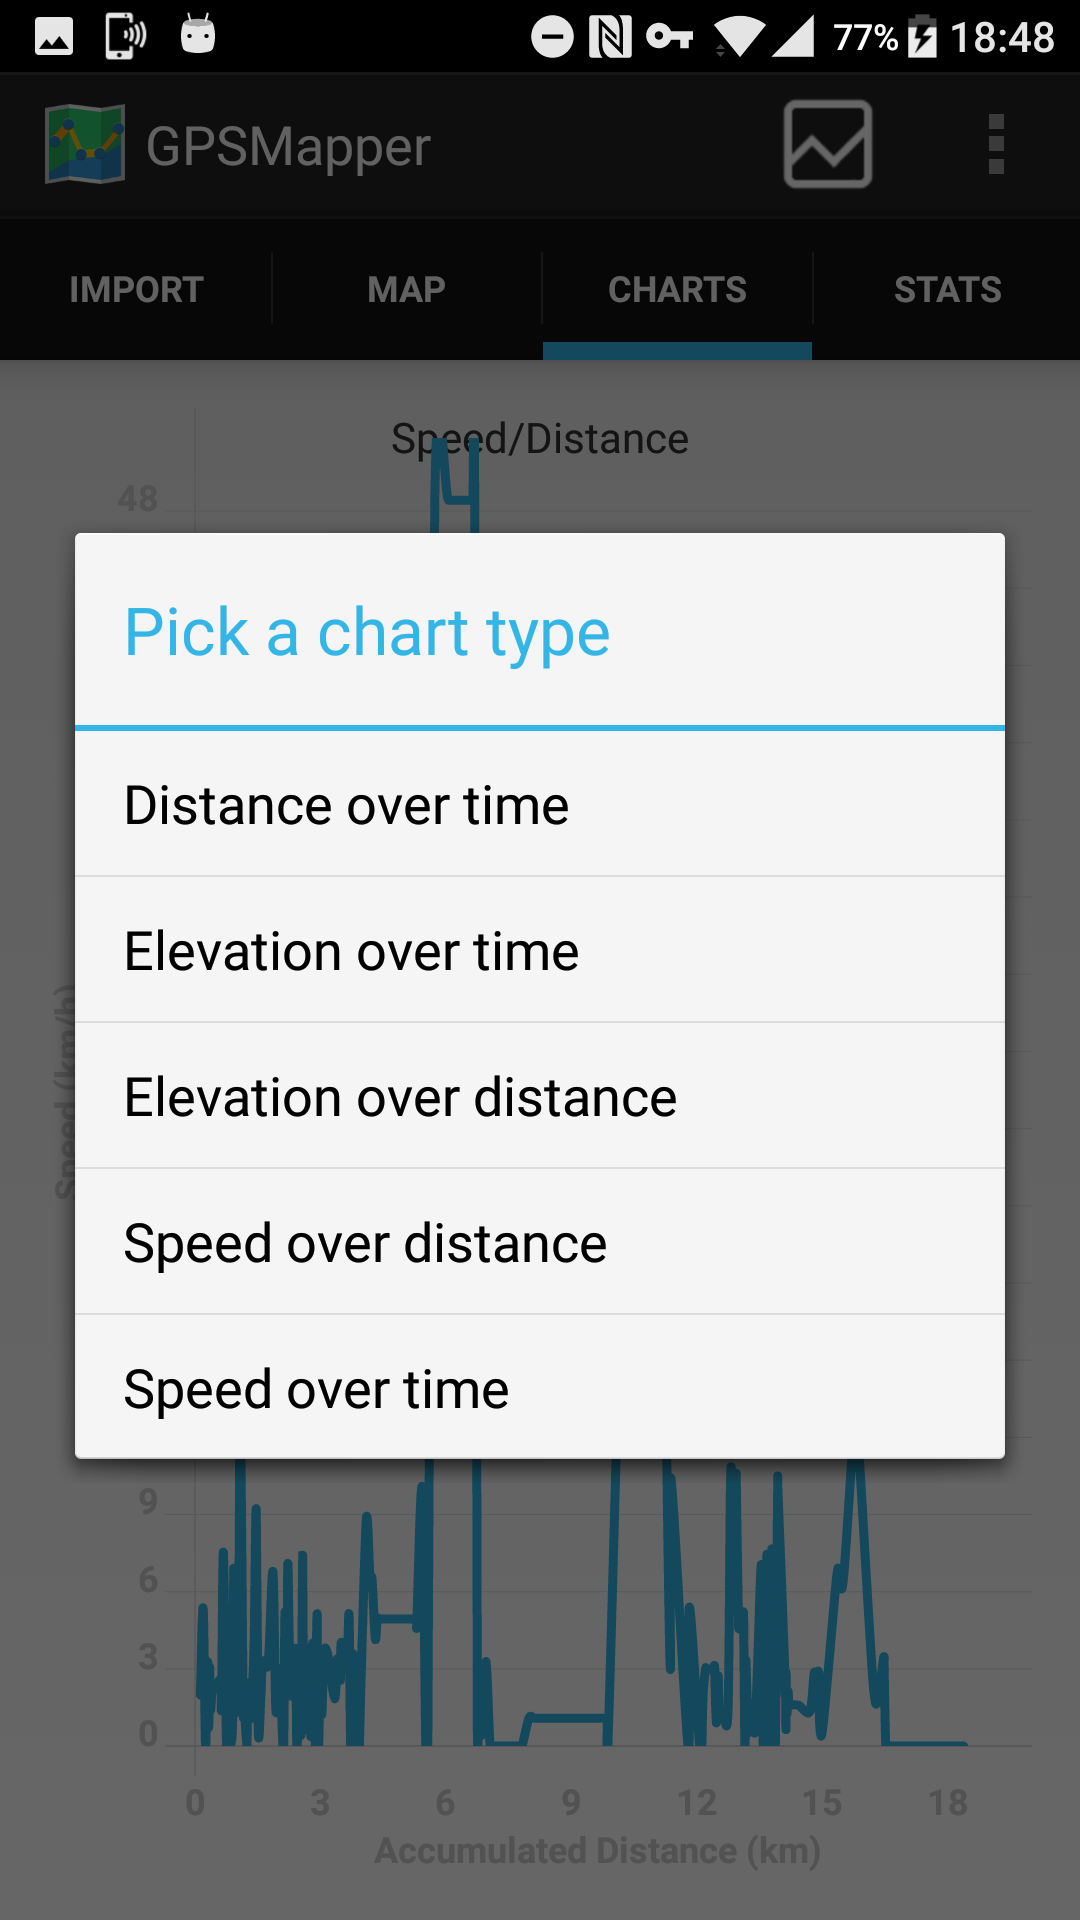 77% 18:48
GPSMapper
IMPORT MAP CHARTS STATS
Speed/Distance
48
Pick a chart type
Distance over time
Elevation over time
Elevation over distance
Speed (km/h)
Speed over distance
Speed over time
9
6
3
0
0 3 6 9 12 15 18
Accumulated Distance (km)